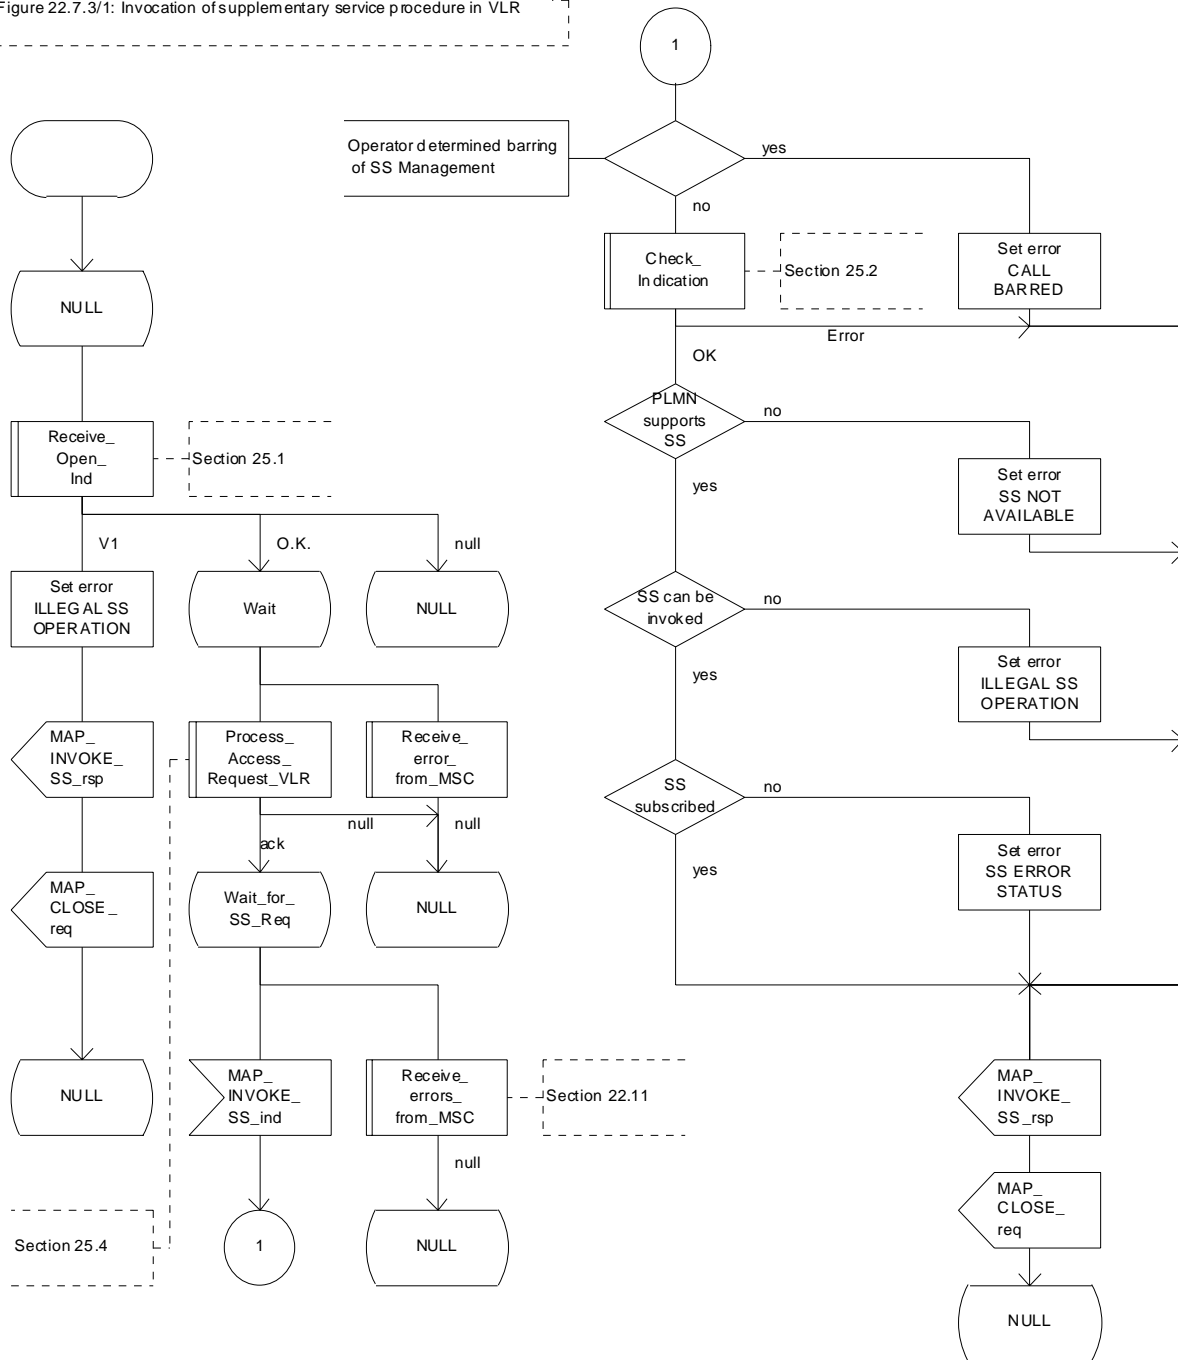 Figure 22.7.3/1: Invocation of supplementary service procedure in VLR
NULL
Receive_
Open_
Ind
Section 25.1
V1
O.K.
null
Set error
ILLEGAL SS
OPERATION
Wait
NULL
MAP_
INVOKE_
SS_rsp
Process_
Access_
Request_VLR
Receive_
error_
from_MSC
null
null
ack
MAP_
CLOSE_
req
Wait_for_
SS_Req
NULL
NULL
MAP_
INVOKE_
SS_ind
Receive_
errors_
from_MSC
Section 22.11
null
Section 25.4
1
NULL
1
Operator determined barring
of SS Management
yes
no
Check_
Indication
Section 25.2
Set error
CALL
BARRED
Error
OK
PLMN
supports
SS
no
yes
Set error
SS NOT
AVAILABLE
SS can be
invoked
no
yes
Set error
ILLEGAL SS
OPERATION
SS
subscribed
no
yes
Set error
SS ERROR
STATUS
MAP_
INVOKE_
SS_rsp
MAP_
CLOSE_
req
NULL